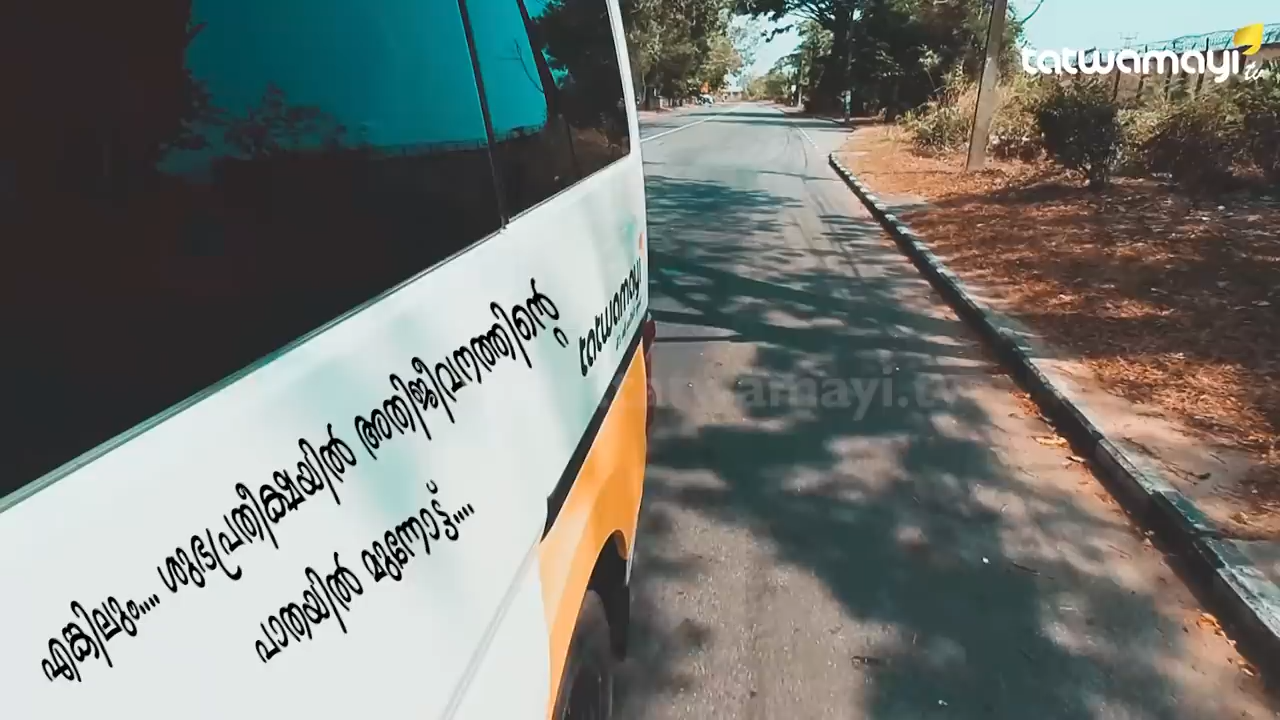 tatwamayi tv
എങ്കിലും.... ശുഭപ്രതീക്ഷയിൽ അതിജീവനത്തിന്റെ
പാതയിൽ മുന്നോട്ട്....
tatwamayi
tatwamayi.tv